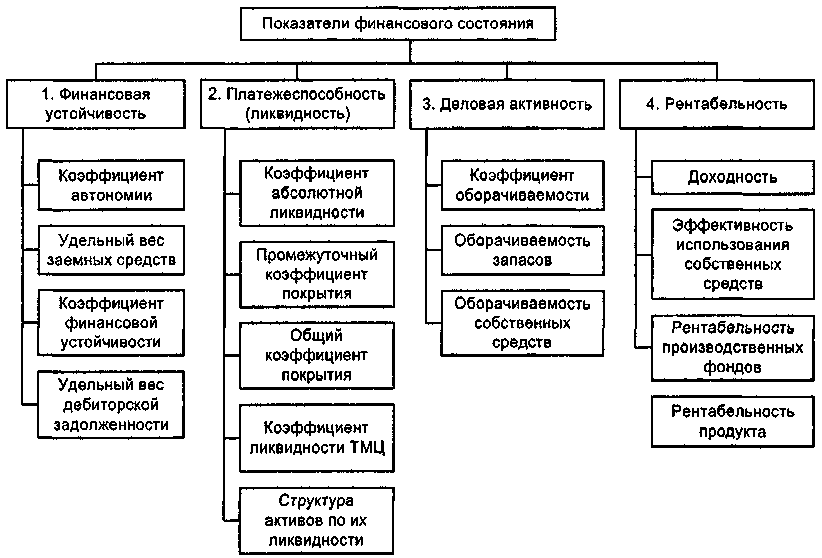 Показатели финансового состояния
1. Финансовая
устойчивость
Коэффициент
автономии
Удельный вес
заемных средств
Коэффициент
финансовой
устойчивости
Удельный вес
дебиторской
задолженности
2. Платежеспособность
(ликвидность)
Коэффициент
абсолютной
ликвидности
Промежуточный
коэффициент
покрытия
Общий
коэффициент
покрытия
Коэффициент
ликвидности ТМЦ
Структура
активов по их
ликвидности
3. Деловая активность
Коэффициент
оборачиваемости
Оборачиваемость
запасов
Оборачиваемость
собственных
средств
4. Рентабельность
Доходность
Эффективность
использования
собственных
средств
Рентабельность
производственных
фондов
Рентабельность
продукта